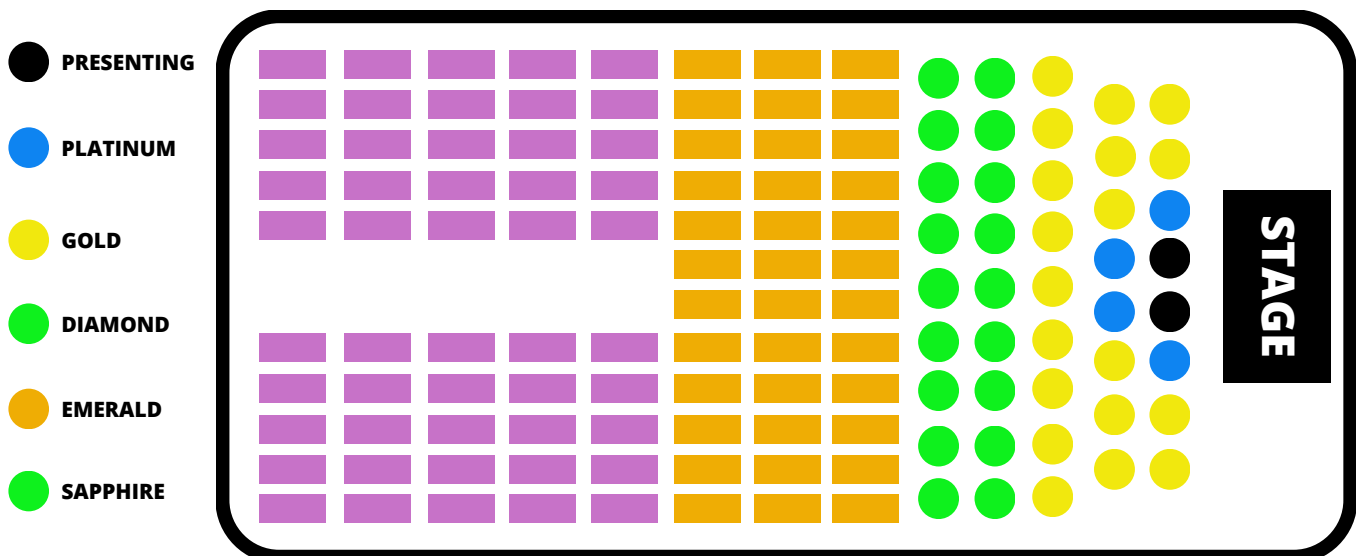 PRESENTING
PLATINUM
GOLD
DIAMOND
EMERALD
SAPPHIRE
STAGE